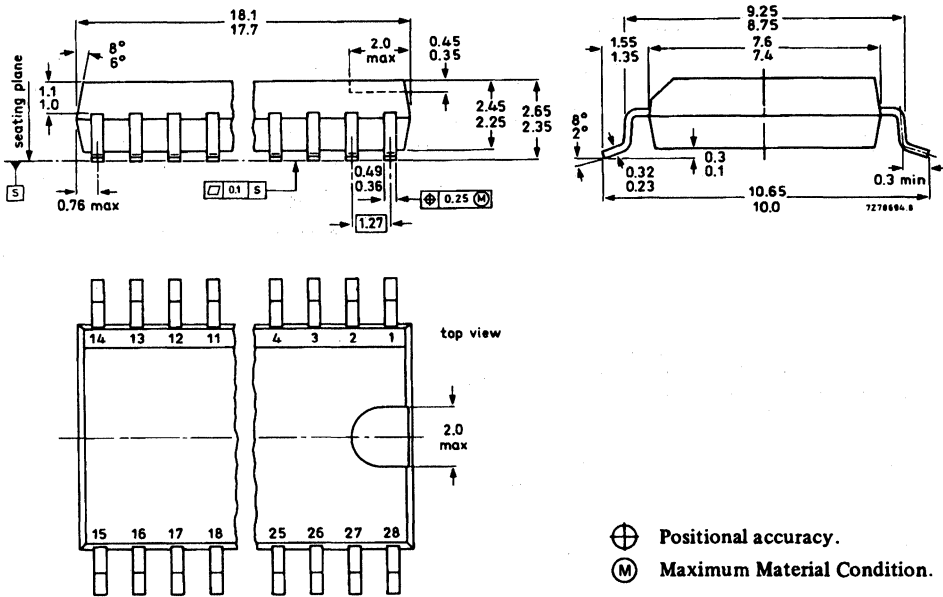 18.1
17.7
8°
6°
2.0
max
0.45
0.35
seating plane
1.1
1.0
2.45
2.25
2.65
2.35
S
0.76 max
0.1 S
0.49
0.36
0.25 M
1.27
9.25
8.75
1.55
1.35
7.6
7.4
8°
2°
0.32
0.23
0.3
0.1
0.3 min
10.65
10.0
7Z78694.8
14 13 12 11 4 3 2 1
top view
2.0
max
15 16 17 18 25 26 27 28
Positional accuracy.
M Maximum Material Condition.